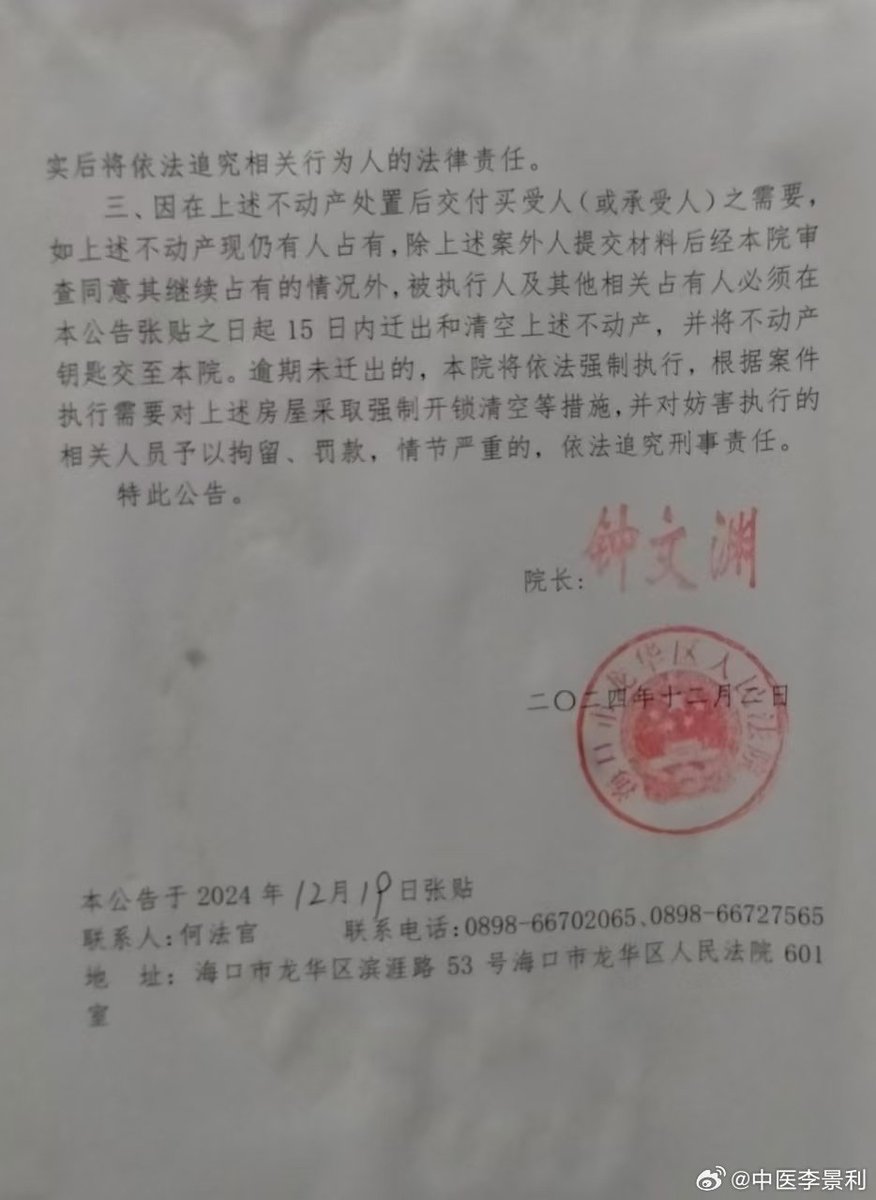 实后将依法追究相关行为人的法律责任。
三、因在上述不动产处置后交付买受人(或承受人)之需要,
如上述不动产现仍有人占有,除上述案外人提交材料后经本院审
查同意其继续占有的情况外,被执行人及其他相关占有人必须在
本公告张贴之日起 15 日内迁出和清空上述不动产,并将不动产
钥匙交至本院。逾期未迁出的,本院将依法强制执行,根据案件
执行需要对上述房屋采取强制开锁清空等措施,并对妨害执行的
相关人员予以拘留、罚款,情节严重的,依法追究刑事责任。
特此公告。
院长:钟文渊
海口市龙华区人民法院
二〇二四年十二月二日
本公告于 2024 年 12月 19日张贴
联系人:何法官 联系电话:0898-66702065、0898-66727565
地 址:海口市龙华区滨涯路 53 号海口市龙华区人民法院 601
室
@中医李景利